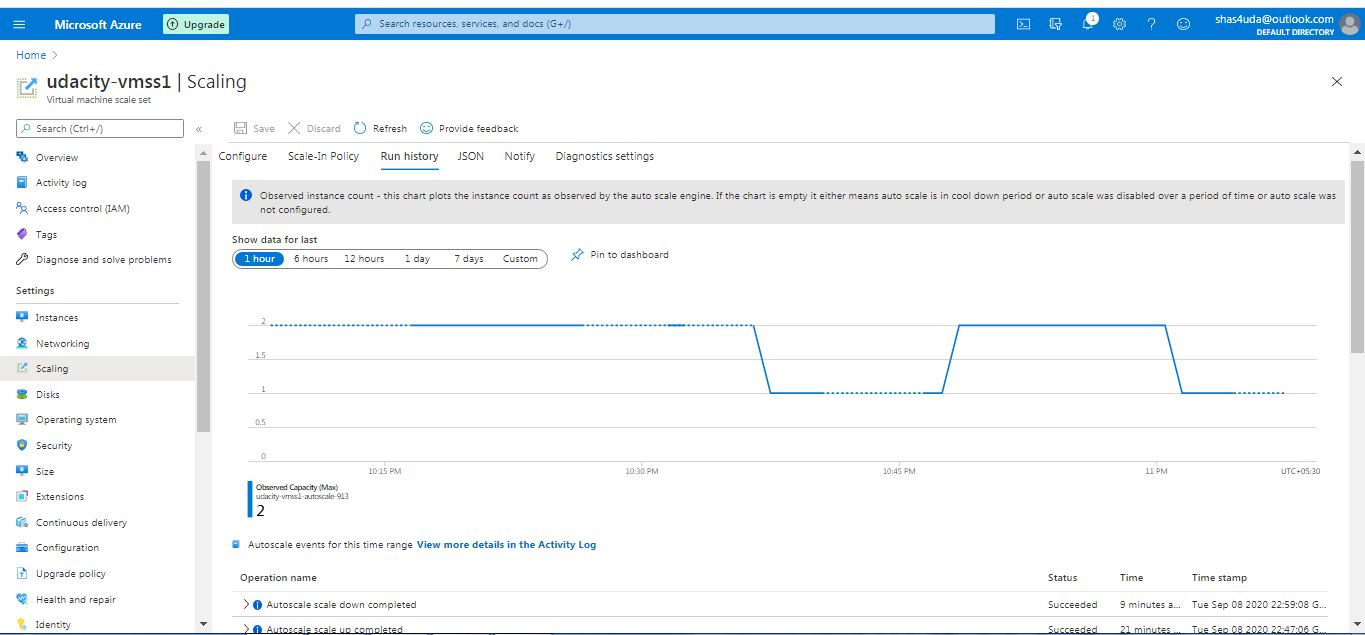 Microsoft Azure
Upgrade
Search resources, services, and docs (G+/)
1
shas4uda@outlook.com
DEFAULT DIRECTORY
Home >
udacity-vmss1 | Scaling
Virtual machine scale set
Search (Ctrl+/)
«
Overview
Activity log
Access control (IAM)
Tags
Diagnose and solve problems
Settings
Instances
Networking
Scaling
Disks
Operating system
Security
Size
Extensions
Continuous delivery
Configuration
Upgrade policy
Health and repair
Identity
Save Discard Refresh Provide feedback
Configure Scale-In Policy Run history JSON Notify Diagnostics settings
Observed instance count - this chart plots the instance count as observed by the auto scale engine. If the chart is empty it either means auto scale is in cool down period or auto scale was disabled over a period of time or auto scale was
not configured.
Show data for last
1 hour 6 hours 12 hours 1 day 7 days Custom
Pin to dashboard
2
1.5
1
0.5
0
10:15 PM 10:30 PM 10:45 PM 11 PM UTC+05:30
Observed Capacity (Max)
udacity-vmss1-autoscale-913
2
Autoscale events for this time range View more details in the Activity Log
Operation name Status Time Time stamp
Autoscale scale down completed Succeeded 9 minutes a... Tue Sep 08 2020 22:59:08 G...
Autoscale scale up completed Succeeded 21 minutes ... Tue Sep 08 2020 22:47:06 G...